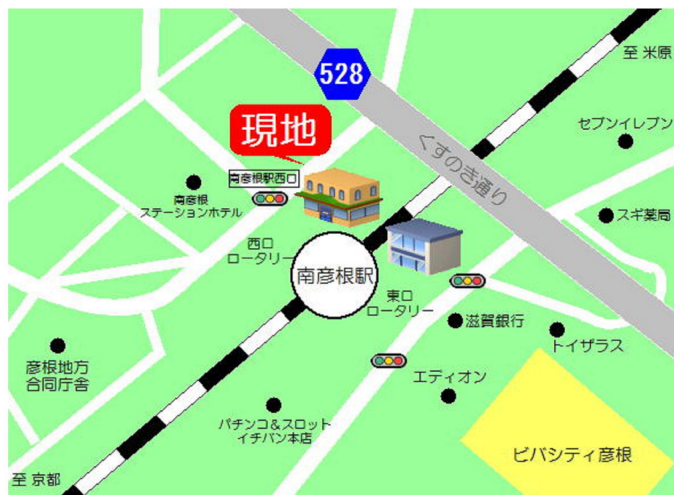 至 米原
528
セブンイレブン
現地
くすのき通り
南彦根駅西口
南彦根
ステーションホテル
スギ薬局
西口
ロータリー
南彦根駅
東口
ロータリー
滋賀銀行
トイザラス
彦根地方
合同庁舎
エディオン
パチンコ&スロット
イチバン本店
ビバシティ彦根
至 京都